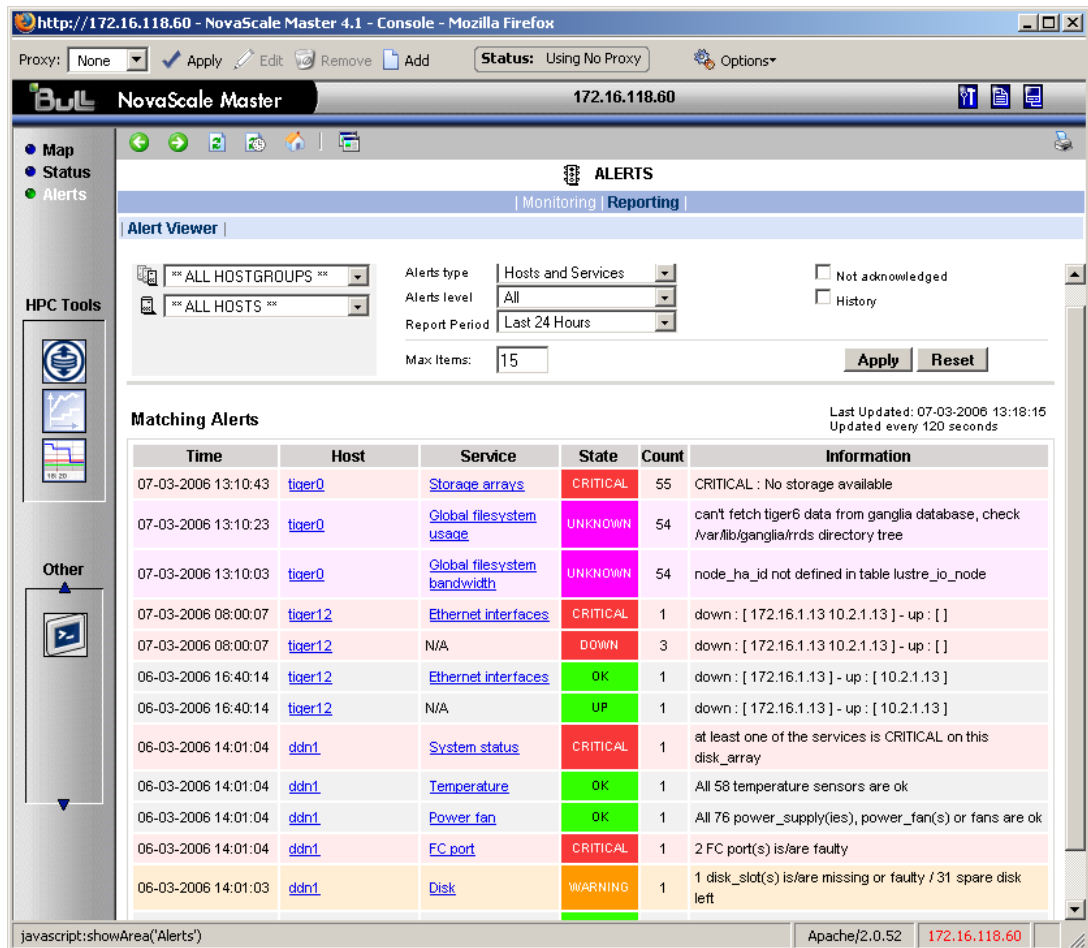 http://172.16.118.60 - NovaScale Master 4.1 - Console - Mozilla Firefox
Proxy: None Apply Edit Remove Add Status: Using No Proxy Options
Bull NovaScale Master 172.16.118.60
Map
Status
Alerts
ALERTS
| Monitoring | Reporting |
| Alert Viewer |
** ALL HOSTGROUPS ** Alerts type Hosts and Services Not acknowledged
** ALL HOSTS ** Alerts level All History
Report Period Last 24 Hours
Max Items: 15 Apply Reset
HPC Tools
18:20
Other
Matching Alerts
Last Updated: 07-03-2006 13:18:15
Updated every 120 seconds
Time Host Service State Count Information
07-03-2006 13:10:43 tiger0 Storage arrays CRITICAL 55 CRITICAL : No storage available
07-03-2006 13:10:23 tiger0 Global filesystem usage UNKNOWN 54 can't fetch tiger6 data from ganglia database, check
/var/lib/ganglia/rrds directory tree
07-03-2006 13:10:03 tiger0 Global filesystem bandwidth UNKNOWN 54 node_ha_id not defined in table lustre_io_node
07-03-2006 08:00:07 tiger12 Ethernet interfaces CRITICAL 1 down : [ 172.16.1.13 10.2.1.13 ] - up : [ ]
07-03-2006 08:00:07 tiger12 N/A DOWN 3 down : [ 172.16.1.13 10.2.1.13 ] - up : [ ]
06-03-2006 16:40:14 tiger12 Ethernet interfaces OK 1 down : [ 172.16.1.13 ] - up : [ 10.2.1.13 ]
06-03-2006 16:40:14 tiger12 N/A UP 1 down : [ 172.16.1.13 ] - up : [ 10.2.1.13 ]
06-03-2006 14:01:04 ddn1 System status CRITICAL 1 at least one of the services is CRITICAL on this
disk_array
06-03-2006 14:01:04 ddn1 Temperature OK 1 All 58 temperature sensors are ok
06-03-2006 14:01:04 ddn1 Power fan OK 1 All 76 power_supply(ies), power_fan(s) or fans are ok
06-03-2006 14:01:04 ddn1 FC port CRITICAL 1 2 FC port(s) is/are faulty
06-03-2006 14:01:03 ddn1 Disk WARNING 1 1 disk_slot(s) is/are missing or faulty / 31 spare disk
left
javascript:showArea('Alerts') Apache/2.0.52 172.16.118.60